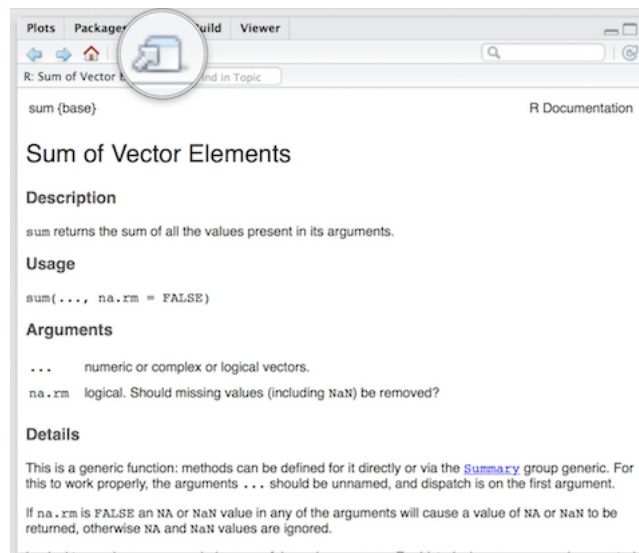 Plots Packages Build Viewer
R: Sum of Vector Find in Topic
sum {base} R Documentation
Sum of Vector Elements
Description
sum returns the sum of all the values present in its arguments.
Usage
sum(..., na.rm = FALSE)
Arguments
... numeric or complex or logical vectors.
na.rm logical. Should missing values (including NaN) be removed?
Details
This is a generic function: methods can be defined for it directly or via the Summary group generic. For
this to work properly, the arguments ... should be unnamed, and dispatch is on the first argument.
If na.rm is FALSE an NA or NaN value in any of the arguments will cause a value of NA or NaN to be
returned, otherwise NA and NaN values are ignored.